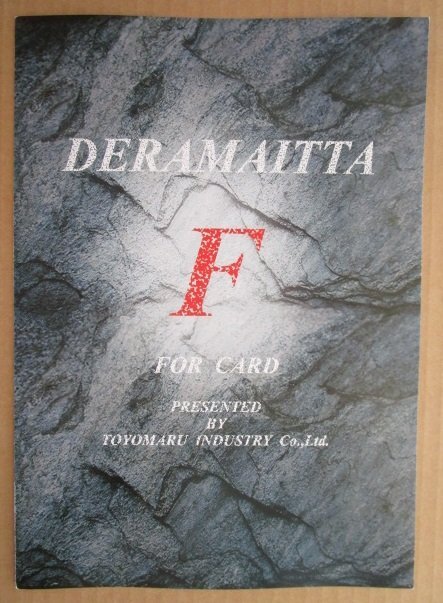 DERAMAITTA
F
FOR CARD
PRESENTED
BY
TOYOMARU INDUSTRY Co.,Ltd.